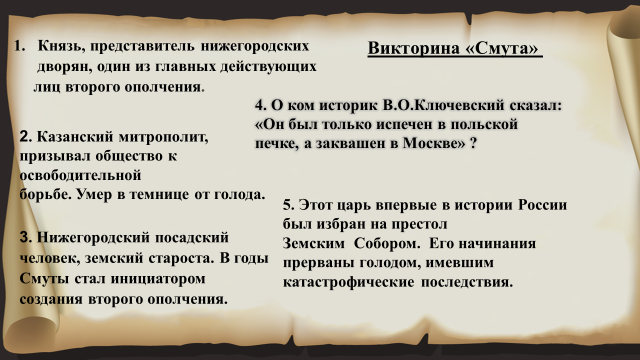 Викторина «Смута»
1. Князь, представитель нижегородских
дворян, один из главных действующих
лиц второго ополчения.
2. Казанский митрополит,
призывал общество к
освободительной
борьбе. Умер в темнице от голода.
3. Нижегородский посадский
человек, земский староста. В годы
Смуты стал инициатором
создания второго ополчения.
4. О ком историк В.О.Ключевский сказал:
«Он был только испечен в польской
печке, а заквашен в Москве» ?
5. Этот царь впервые в истории России
был избран на престол
Земским Собором. Его начинания
прерваны голодом, имевшим
катастрофические последствия.